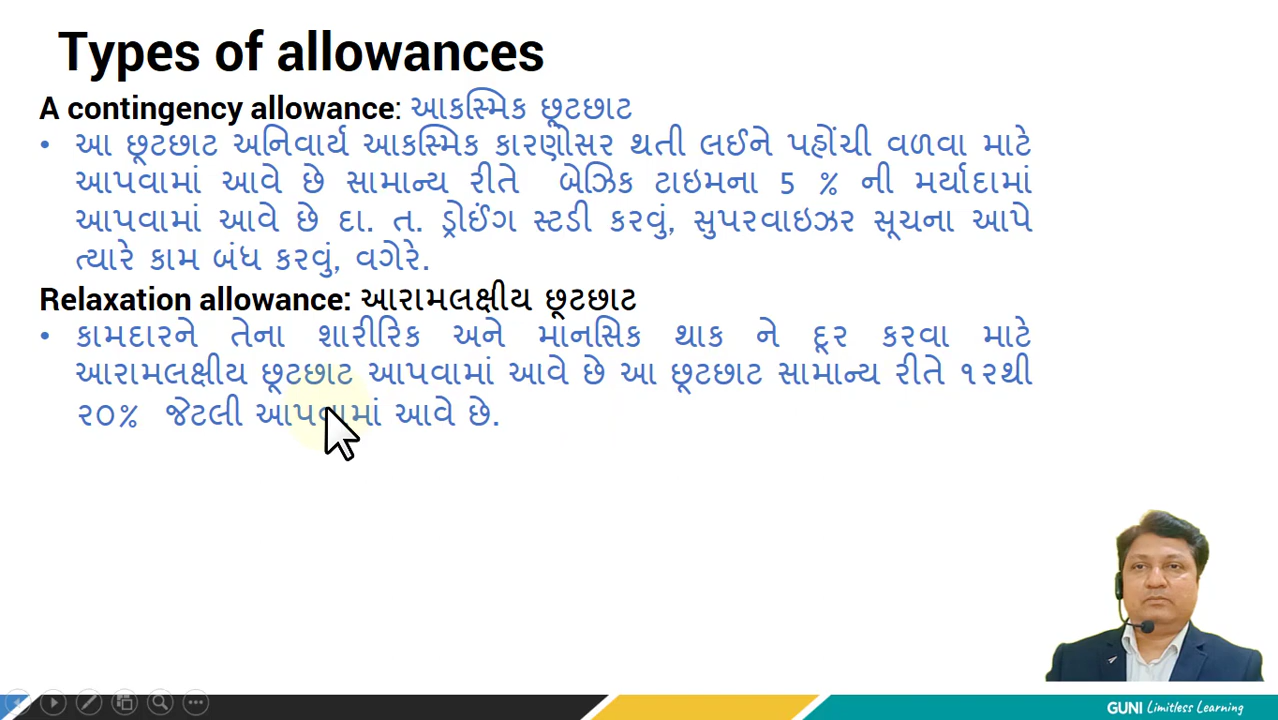 Types of allowances
A contingency allowance: આકસ્મિક છૂટછાટ
• આ છૂટછાટ અનિવાર્ય આકસ્મિક કારણોસર થતી લઈને પહોંચી વળવા માટે
આપવામાં આવે છે સામાન્ય રીતે બેઝિક ટાઇમના 5 % ની મર્યાદામાં
આપવામાં આવે છે દા. ત. ડ્રોઈંગ સ્ટડી કરવું, સુપરવાઇઝર સૂચના આપે
ત્યારે કામ બંધ કરવું, વગેરે.
Relaxation allowance: આરામલક્ષીય છૂટછાટ
• કામદારને તેના શારીરિક અને માનસિક થાક ને દૂર કરવા માટે
આરામલક્ષીય છૂટછાટ આપવામાં આવે છે આ છૂટછાટ સામાન્ય રીતે ૧૨થી
૨૦% જેટલી આપવામાં આવે છે.
GUNI Limitless Learning